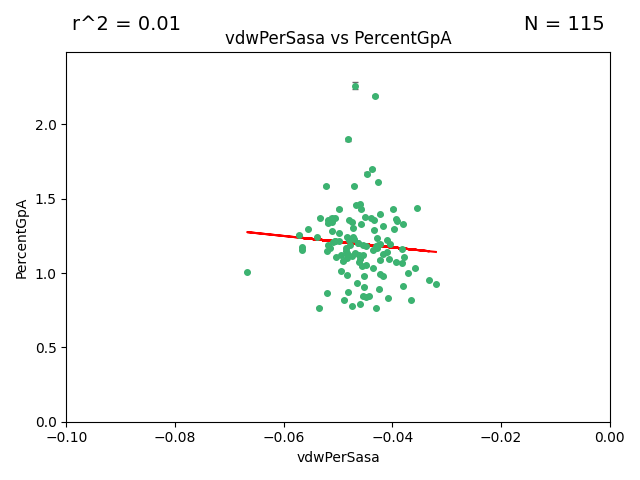 r^2 = 0.01
N = 115
vdwPerSasa vs PercentGpA
PercentGpA
2.0
1.5
1.0
0.5
0.0
−0.10
−0.08
−0.06
−0.04
−0.02
0.00
vdwPerSasa